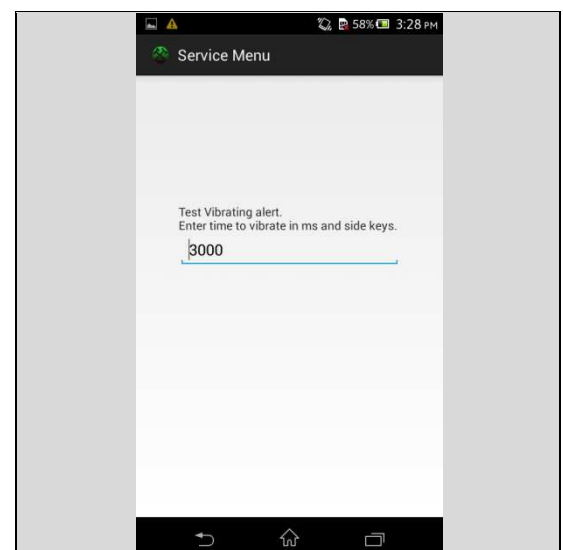 58% 3:28 PM
Service Menu
Test Vibrating alert.
Enter time to vibrate in ms and side keys.
3000